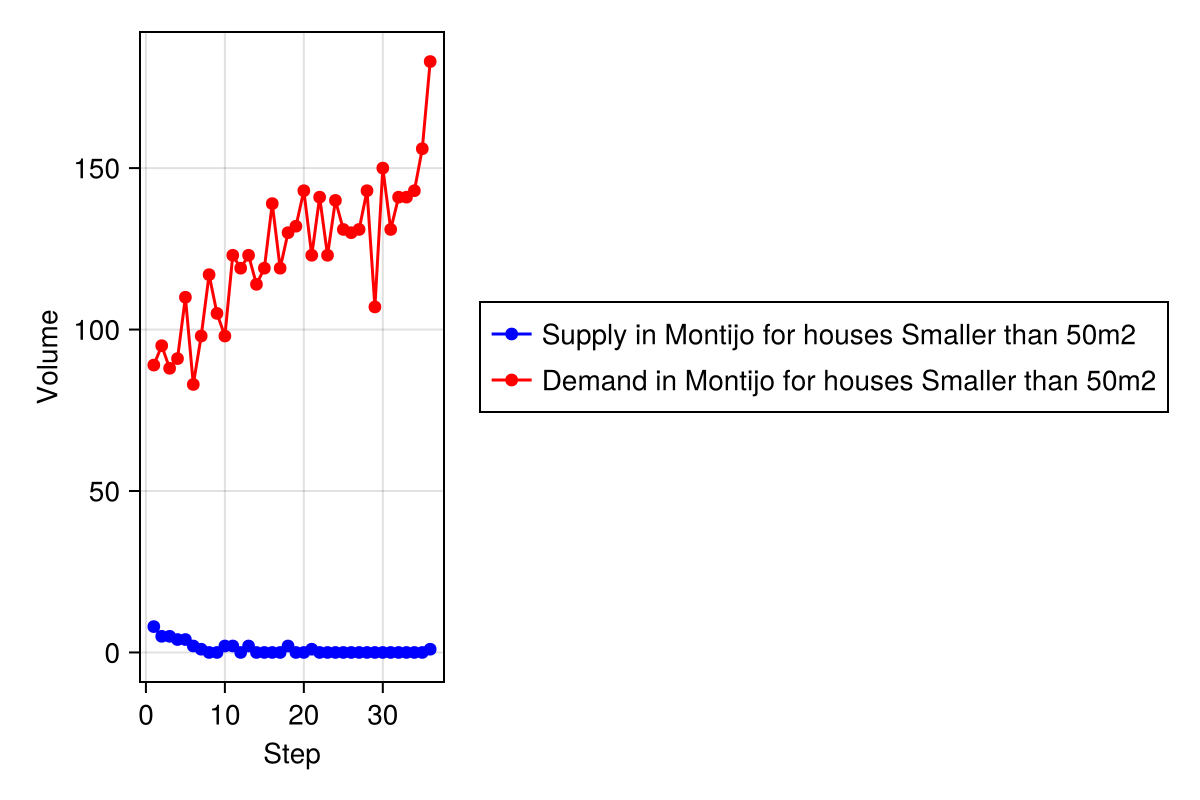 150
100
50
0
Volume
0 10 20 30
Step
Supply in Montijo for houses Smaller than 50m2
Demand in Montijo for houses Smaller than 50m2